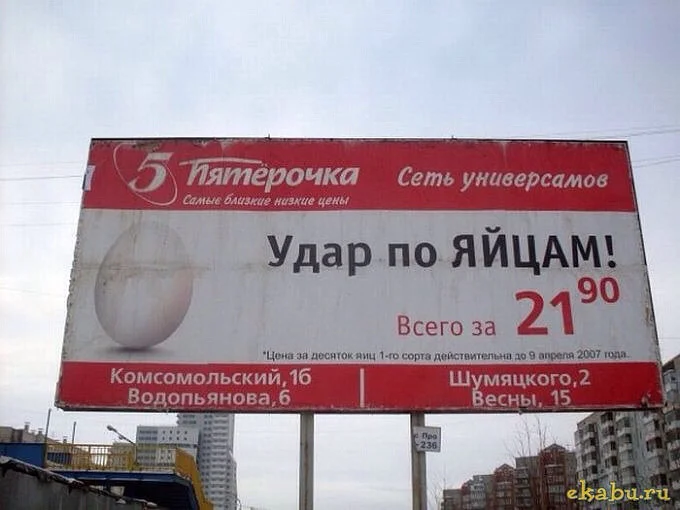 5 Пятёрочка Сеть универсамов
Самые близкие низкие цены
Удар по ЯЙЦАМ!
Всего за 21 90
*Цена за десяток яиц 1-го сорта действительна до 9 апреля 2007 года.
Комсомольский,1б Шумяцкого,2
Водопьянова,6 Весны, 15
236
ekabu.ru